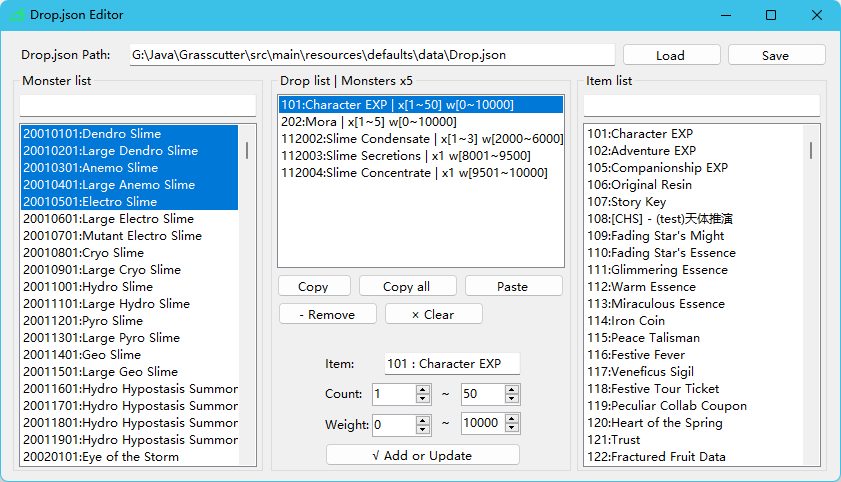 Drop.json Editor
Drop.json Path: G:\Java\Grasscutter\src\main\resources\defaults\data\Drop.json Load Save
Monster list
20010101:Dendro Slime
20010201:Large Dendro Slime
20010301:Anemo Slime
20010401:Large Anemo Slime
20010501:Electro Slime
20010601:Large Electro Slime
20010701:Mutant Electro Slime
20010801:Cryo Slime
20010901:Large Cryo Slime
20011001:Hydro Slime
20011101:Large Hydro Slime
20011201:Pyro Slime
20011301:Large Pyro Slime
20011401:Geo Slime
20011501:Large Geo Slime
20011601:Hydro Hypostasis Summon
20011701:Hydro Hypostasis Summon
20011801:Hydro Hypostasis Summon
20011901:Hydro Hypostasis Summon
20020101:Eye of the Storm
Drop list | Monsters x5
101:Character EXP | x[1~50] w[0~10000]
202:Mora | x[1~5] w[0~10000]
112002:Slime Condensate | x[1~3] w[2000~6000]
112003:Slime Secretions | x1 w[8001~9500]
112004:Slime Concentrate | x1 w[9501~10000]
Copy Copy all Paste
- Remove × Clear
Item: 101 : Character EXP
Count: 1 ~ 50
Weight: 0 ~ 10000
√ Add or Update
Item list
101:Character EXP
102:Adventure EXP
105:Companionship EXP
106:Original Resin
107:Story Key
108:[CHS] - (test)天体推演
109:Fading Star's Might
110:Fading Star's Essence
111:Glimmering Essence
112:Warm Essence
113:Miraculous Essence
114:Iron Coin
115:Peace Talisman
116:Festive Fever
117:Veneficus Sigil
118:Festive Tour Ticket
119:Peculiar Collab Coupon
120:Heart of the Spring
121:Trust
122:Fractured Fruit Data